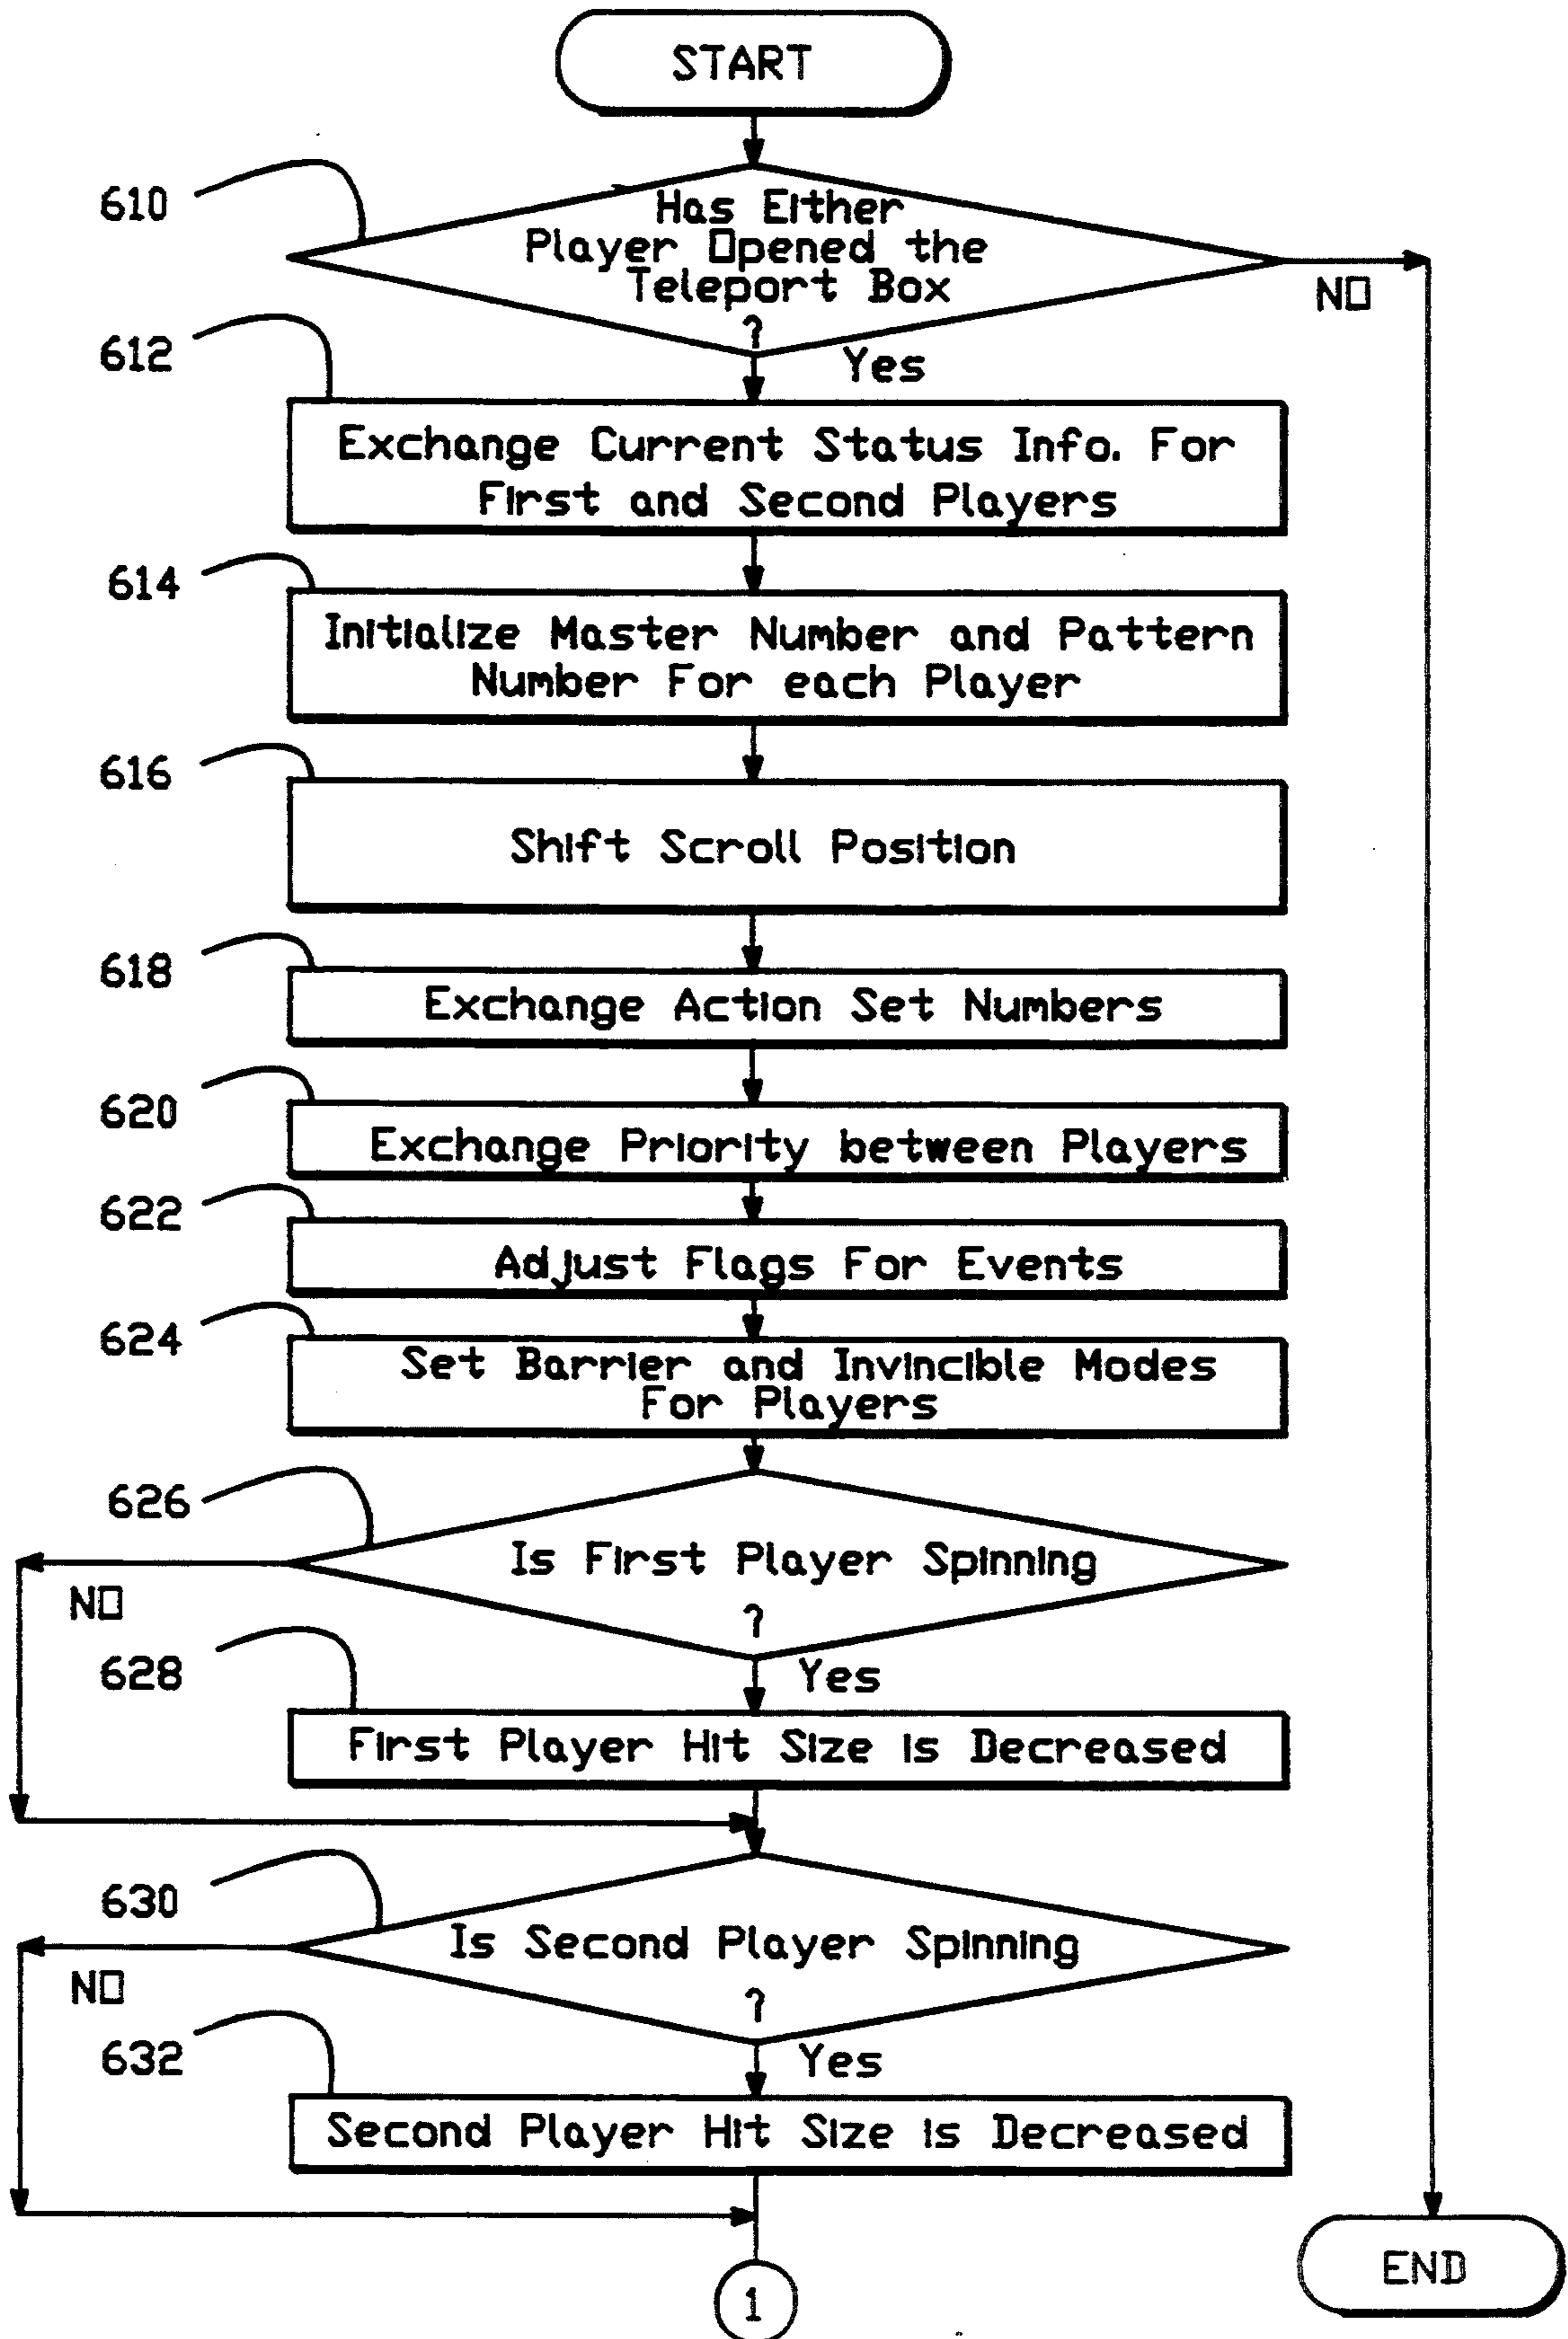 START
610
Has Either
Player Opened the
Teleport Box
?
NO
Yes
612
Exchange Current Status Info. For
First and Second Players
614
Initialize Master Number and Pattern
Number For each Player
616
Shift Scroll Position
618
Exchange Action Set Numbers
620
Exchange Priority between Players
622
Adjust Flags For Events
624
Set Barrier and Invincible Modes
For Players
626
Is First Player Spinning
?
NO
Yes
628
First Player Hit Size is Decreased
630
Is Second Player Spinning
?
NO
Yes
632
Second Player Hit Size is Decreased
1
END